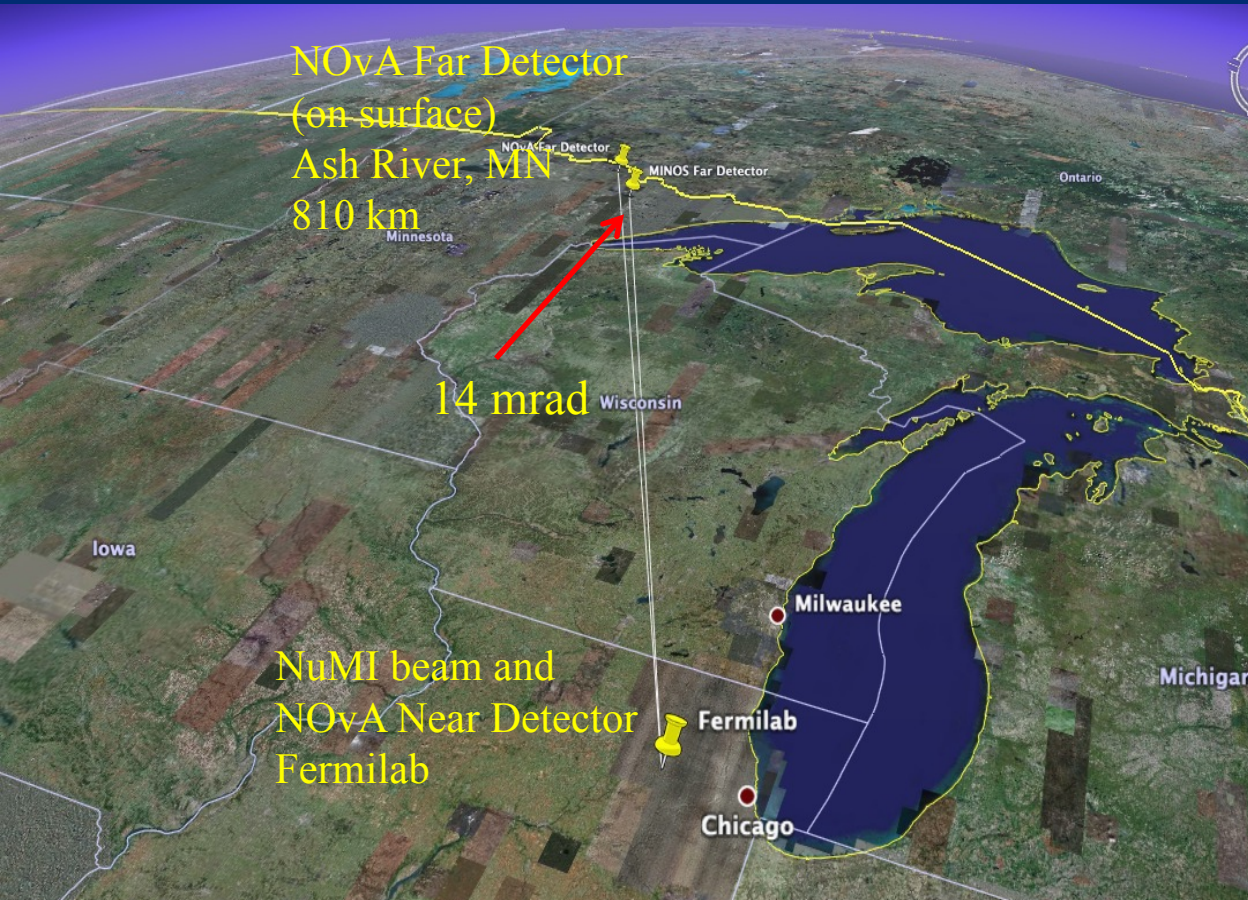 NOvA Far Detector
(on surface)
Ash River, MN
810 km
NOvA Far Detector
MINOS Far Detector
Ontario
Minnesota
14 mrad
Wisconsin
Iowa
Milwaukee
NuMI beam and
NOvA Near Detector
Fermilab
Michigan
Fermilab
Chicago